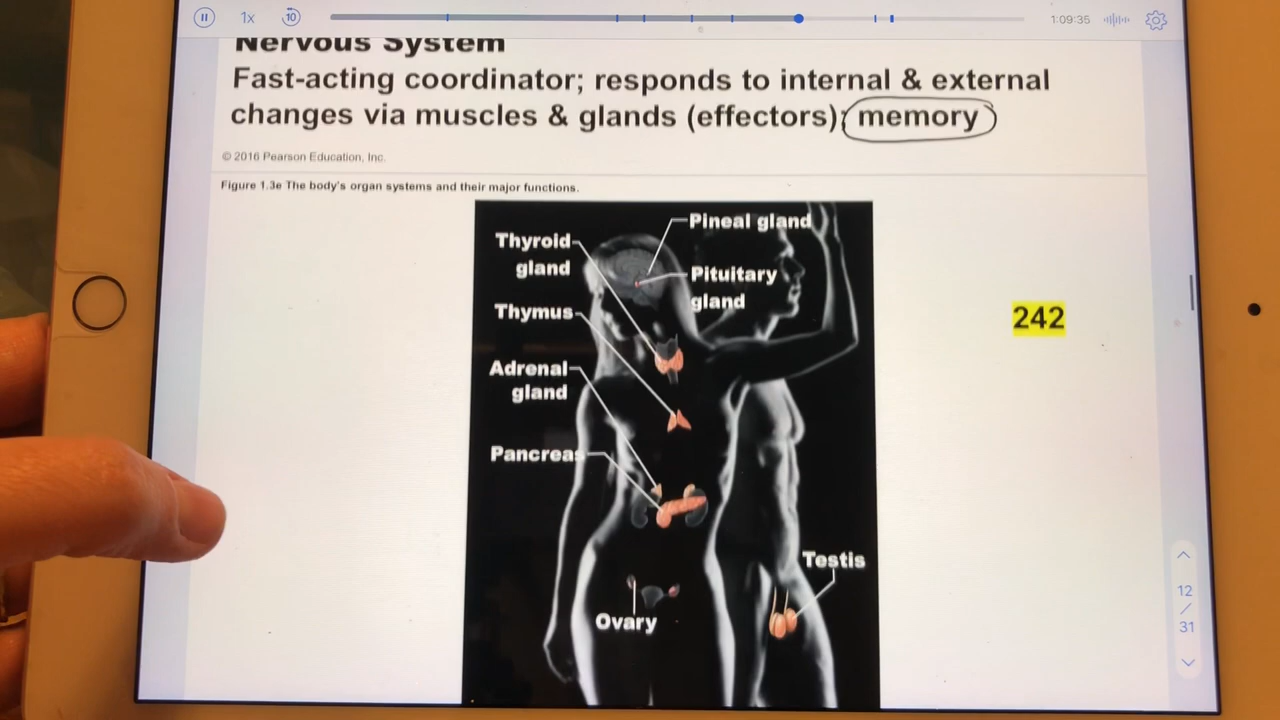 1x
10
1:09:35
Nervous System
Fast-acting coordinator; responds to internal & external
changes via muscles & glands (effectors); memory
© 2016 Pearson Education, Inc.
Figure 1.3e The body's organ systems and their major functions.
Pineal gland
Thyroid
gland
Pituitary
gland
Thymus
Adrenal
gland
Pancreas
Testis
Ovary
242
12
/
31